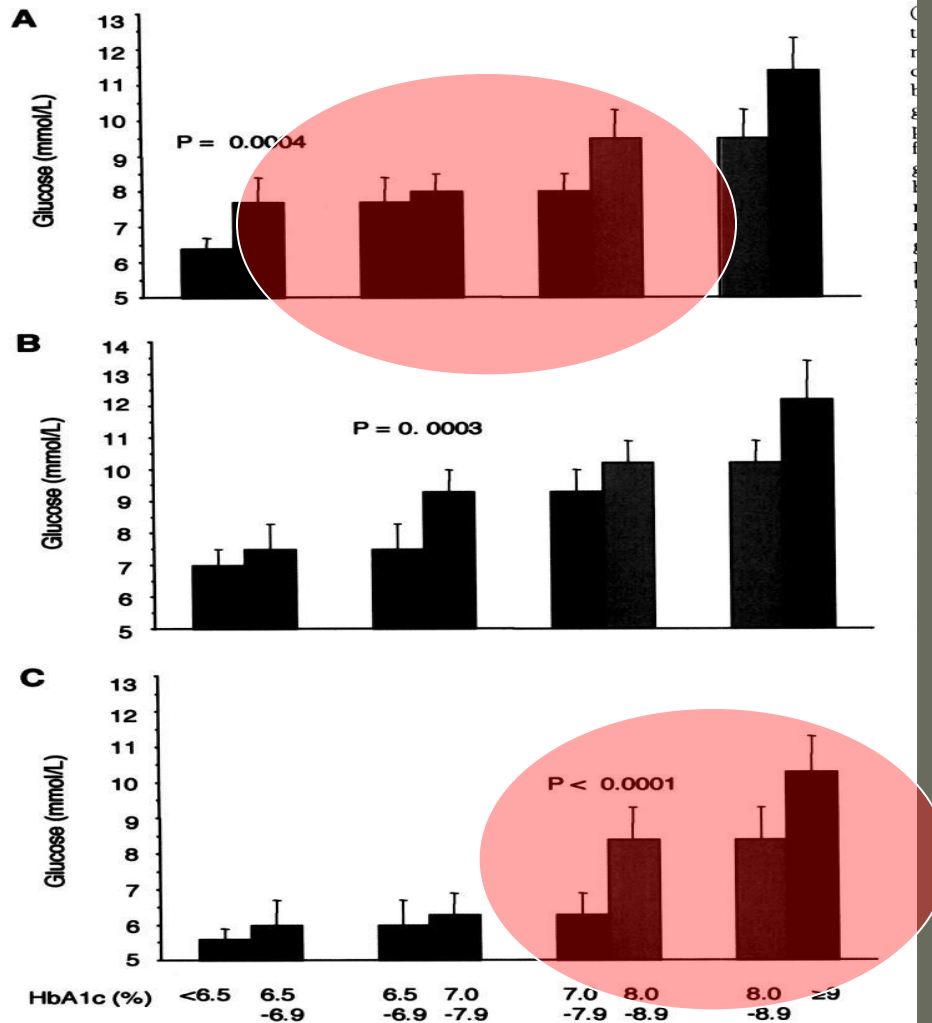 A
13
12
11
10
9
8
7
6
5
Glucose (mmol/L)
P = 0.0004
B
14
13
12
11
10
9
8
7
6
5
Glucose (mmol/L)
P = 0. 0003
C
13
12
11
10
9
8
7
6
5
Glucose (mmol/L)
P < 0.0001
HbA1c (%) <6.5 6.5 6.5 7.0 7.0 8.0 8.0 ≥9
-6.9 -6.9 -7.9 -7.9 -8.9 -8.9